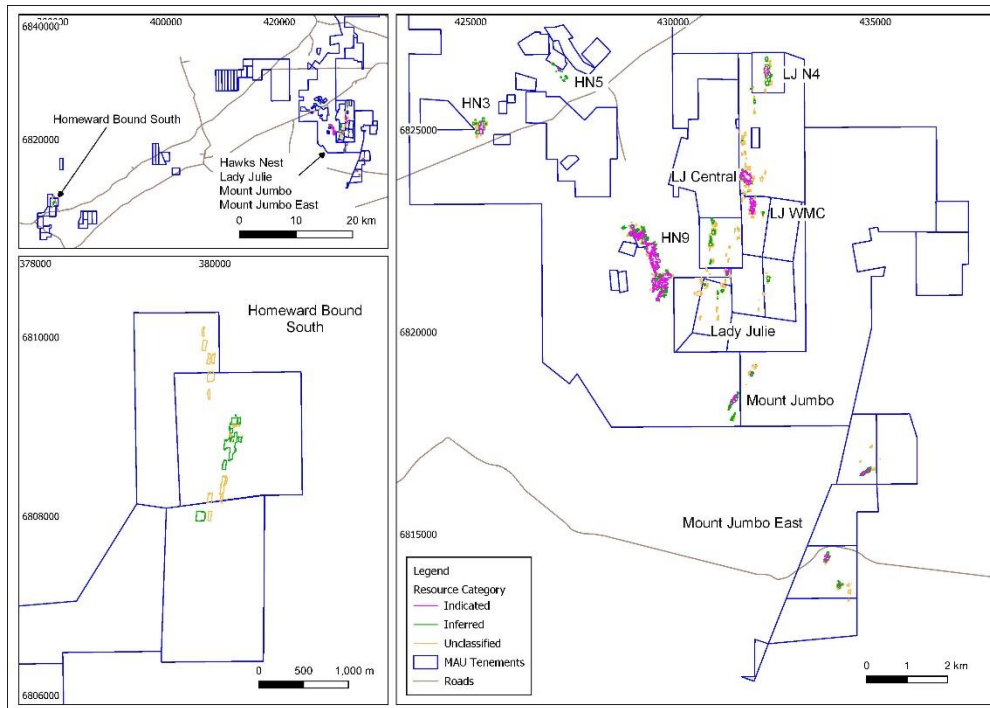 400000
420000
6840000
6820000
Homeward Bound South
Hawks Nest
Lady Julie
Mount Jumbo
Mount Jumbo East
0 10 20 km
378000
380000
Homeward Bound
South
6810000
6808000
6806000
0 500 1,000 m
425000
430000
435000
LJ N4
HN5
HN3
6825000
LJ Central
LJ WMC
HN9
6820000
Lady Julie
Mount Jumbo
Mount Jumbo East
6815000
Legend
Resource Category
Indicated
Inferred
Unclassified
MAU Tenements
Roads
0 1 2 km